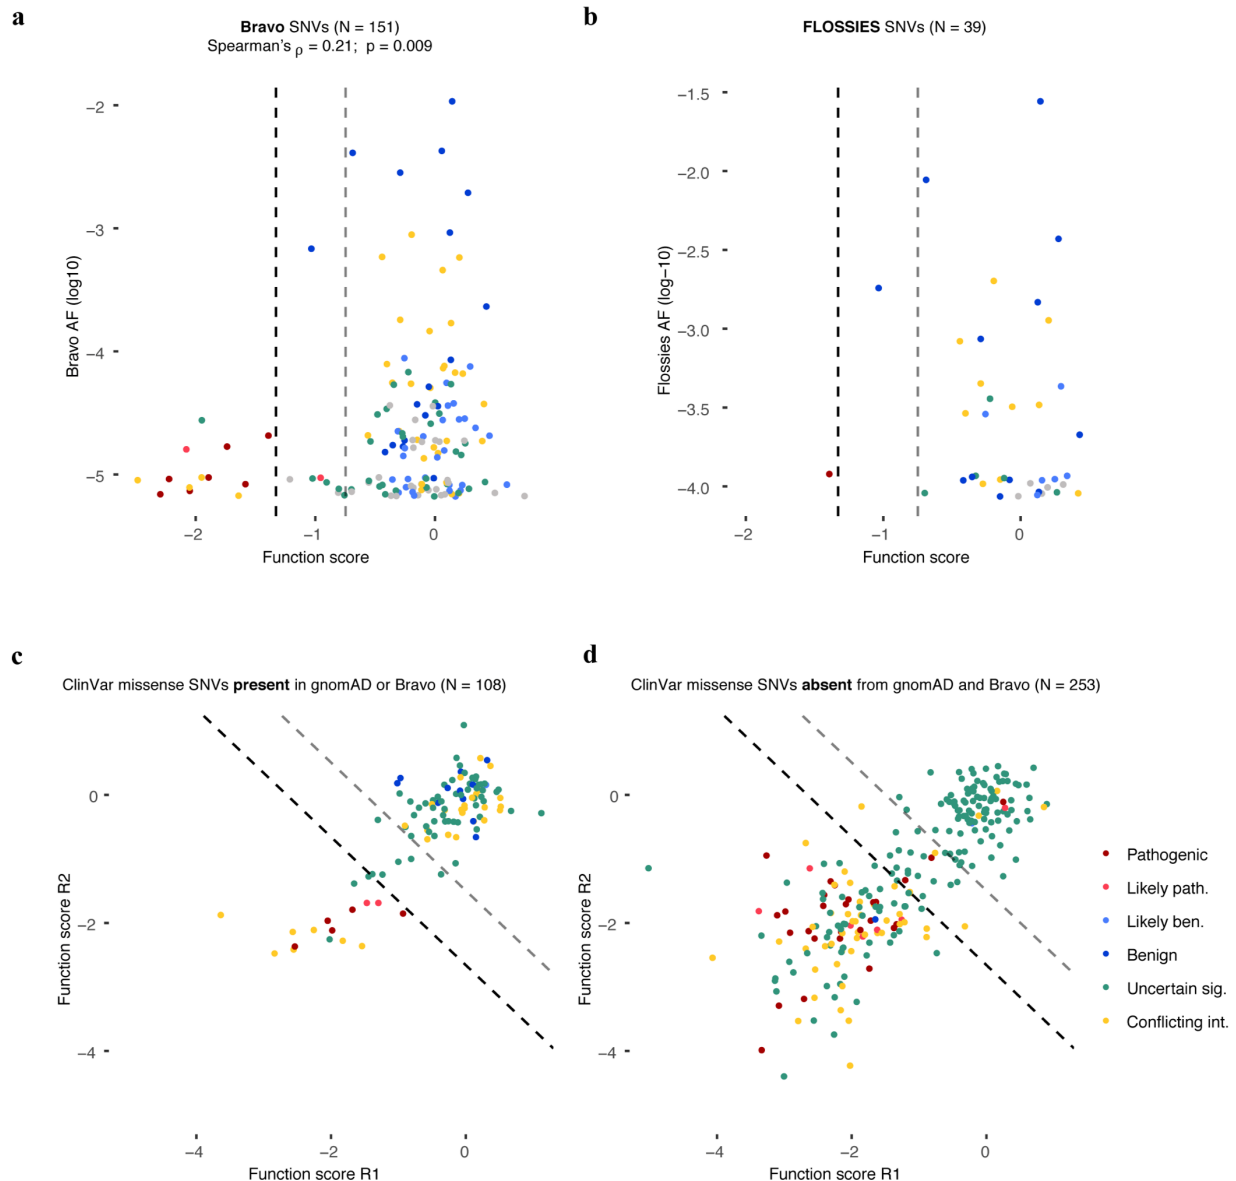 a
Bravo SNVs (N = 151)
Spearman's ρ = 0.21; p = 0.009
−2
−3
−4
−5
Bravo AF (log10)
−2
−1
0
Function score
b
FLOSSIES SNVs (N = 39)
−1.5
−2.0
−2.5
−3.0
−3.5
−4.0
Flossies AF (log−10)
−2
−1
0
Function score
c
ClinVar missense SNVs present in gnomAD or Bravo (N = 108)
0
−2
−4
Function score R2
−4
−2
0
Function score R1
d
ClinVar missense SNVs absent from gnomAD and Bravo (N = 253)
0
−2
−4
Function score R2
−4
−2
0
Function score R1
Pathogenic
Likely path.
Likely ben.
Benign
Uncertain sig.
Conflicting int.